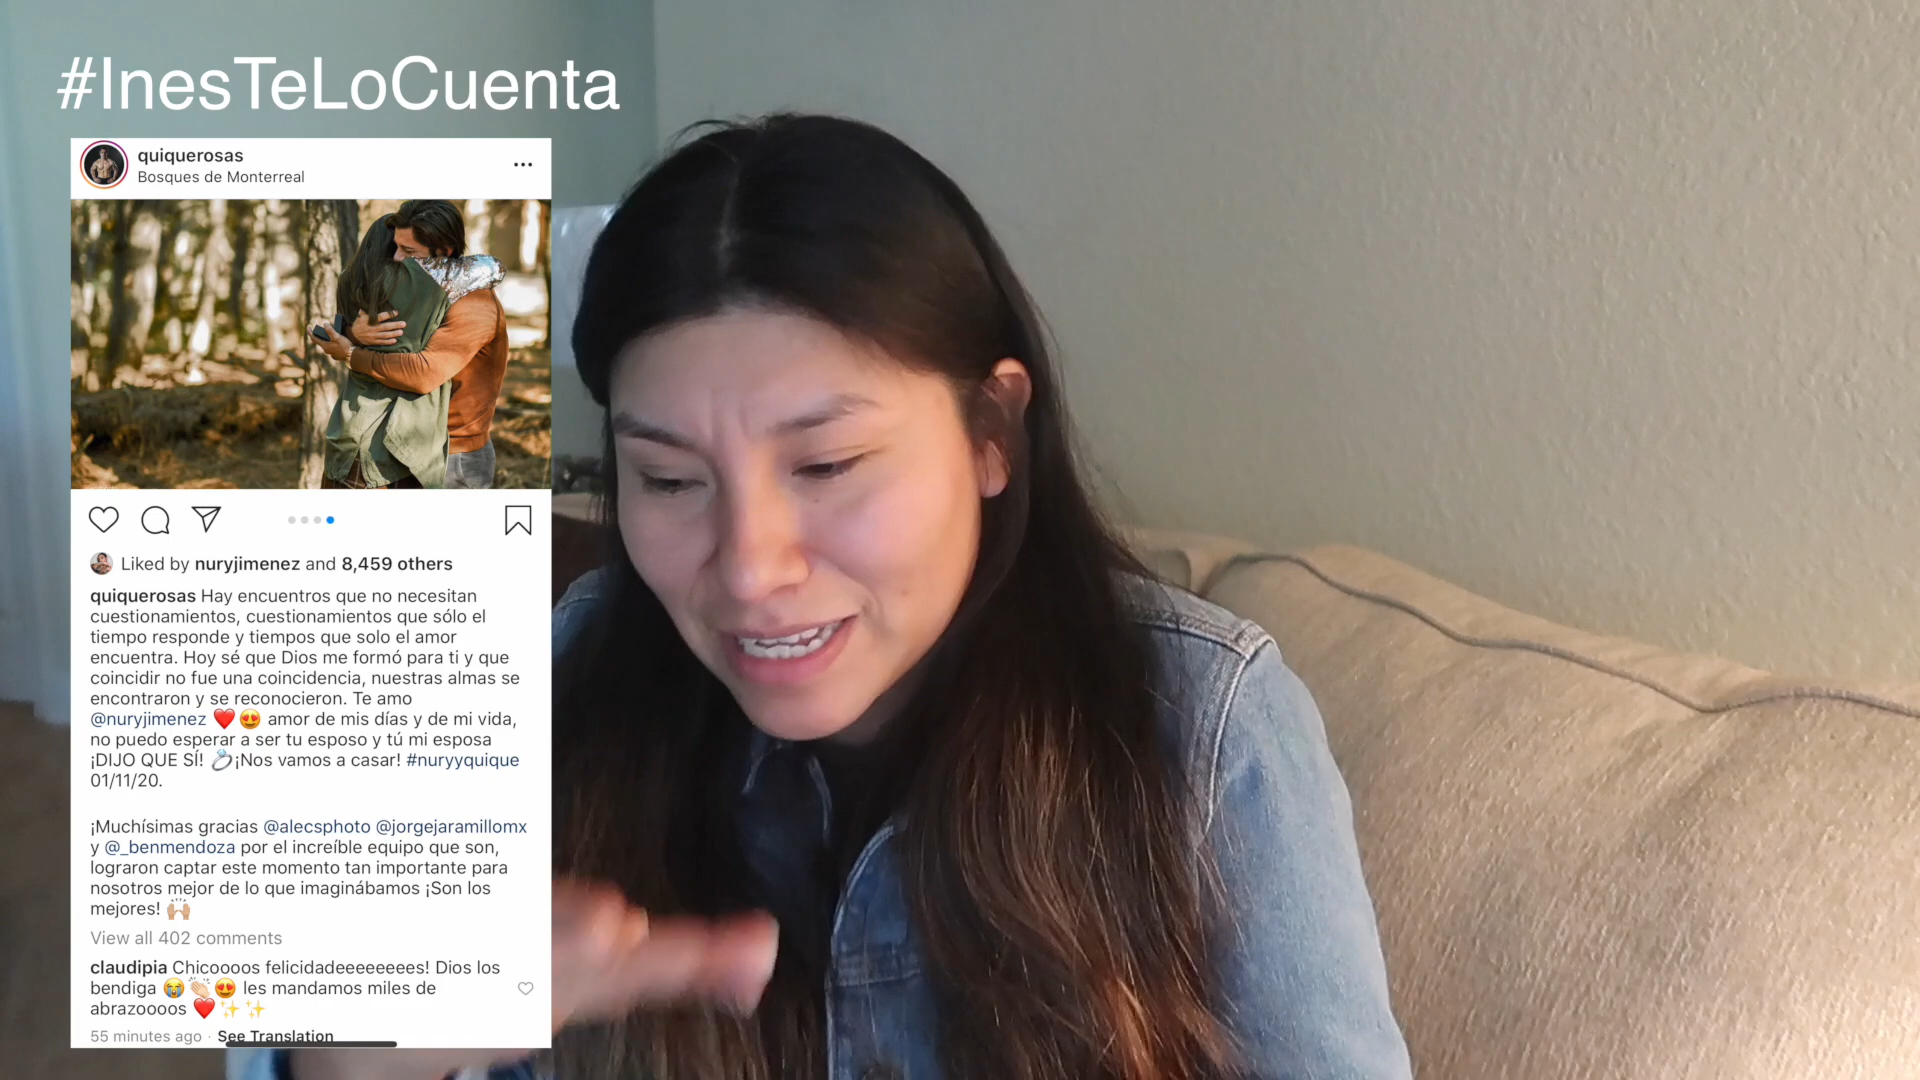 #InesTeLoCuenta
quiquerosas
Bosques de Monterreal
Liked by nuryjimenez and 8,459 others
quiquerosas Hay encuentros que no necesitan
cuestionamientos, cuestionamientos que sólo el
tiempo responde y tiempos que solo el amor
encuentra. Hoy sé que Dios me formó para ti y que
coincidir no fue una coincidencia, nuestras almas se
encontraron y se reconocieron. Te amo
@nuryjimenez ❤️😍 amor de mis días y de mi vida,
no puedo esperar a ser tu esposo y tú mi esposa
¡DIJO QUE SÍ! 💍¡Nos vamos a casar! #nuryyquique
01/11/20.
¡Muchísimas gracias @alecsphoto @jorgejaramillomx
y @_benmendoza por el increíble equipo que son,
lograron captar este momento tan importante para
nosotros mejor de lo que imaginábamos ¡Son los
mejores! 🙌🏼
View all 402 comments
claudipia Chicoooos felicidadeeeeeeees! Dios los
bendiga 😭👏🏻😍 les mandamos miles de
abrazoooos ❤️✨✨
55 minutes ago · See Translation